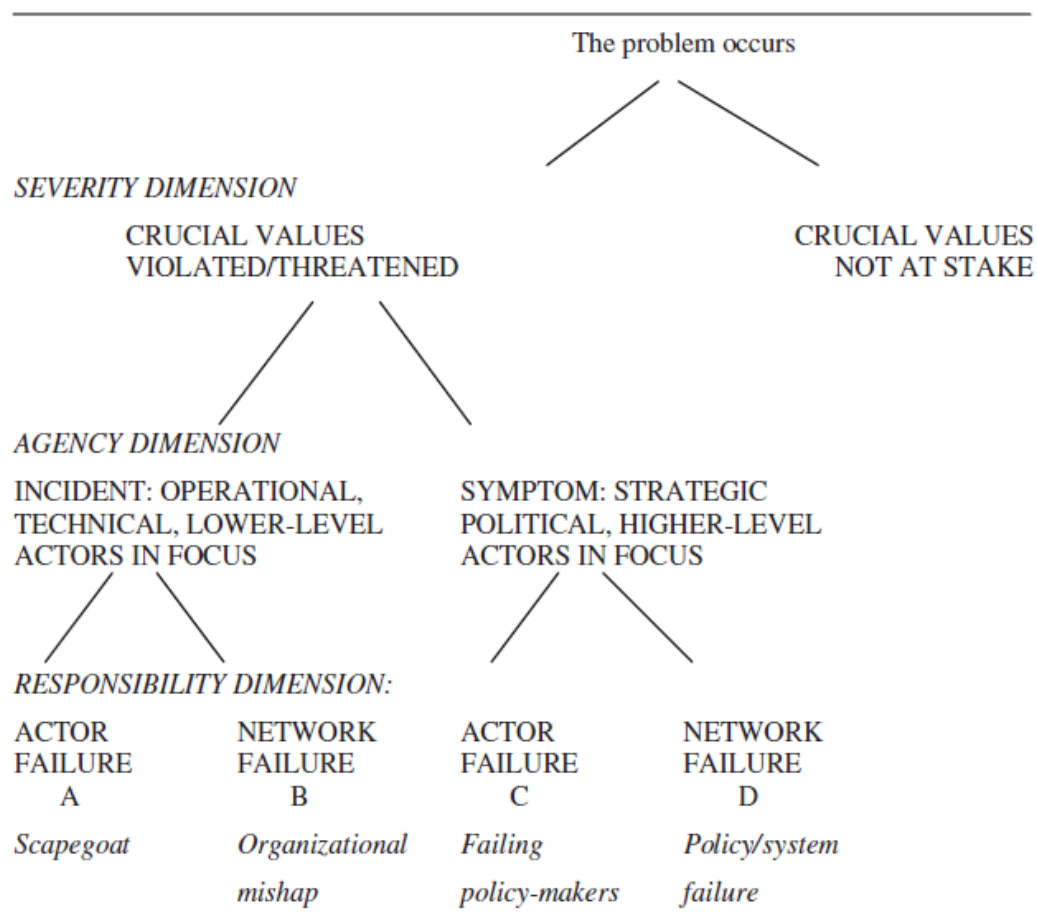 The problem occurs
SEVERITY DIMENSION
CRUCIAL VALUES
VIOLATED/THREATENED
CRUCIAL VALUES
NOT AT STAKE
AGENCY DIMENSION
INCIDENT: OPERATIONAL,
TECHNICAL, LOWER-LEVEL
ACTORS IN FOCUS
SYMPTOM: STRATEGIC
POLITICAL, HIGHER-LEVEL
ACTORS IN FOCUS
RESPONSIBILITY DIMENSION:
ACTOR
FAILURE
A
Scapegoat
NETWORK
FAILURE
B
Organizational
mishap
ACTOR
FAILURE
C
Failing
policy-makers
NETWORK
FAILURE
D
Policy/system
failure